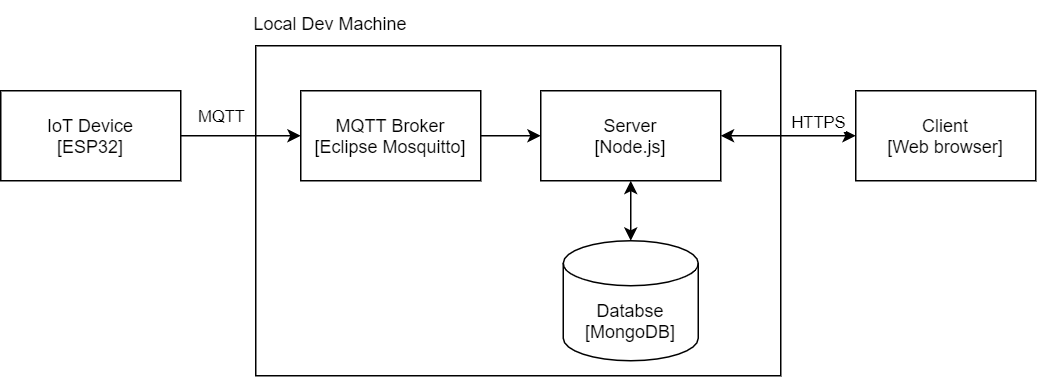 Local Dev Machine
IoT Device
[ESP32]
MQTT
MQTT Broker
[Eclipse Mosquitto]
Server
[Node.js]
HTTPS
Client
[Web browser]
Databse
[MongoDB]